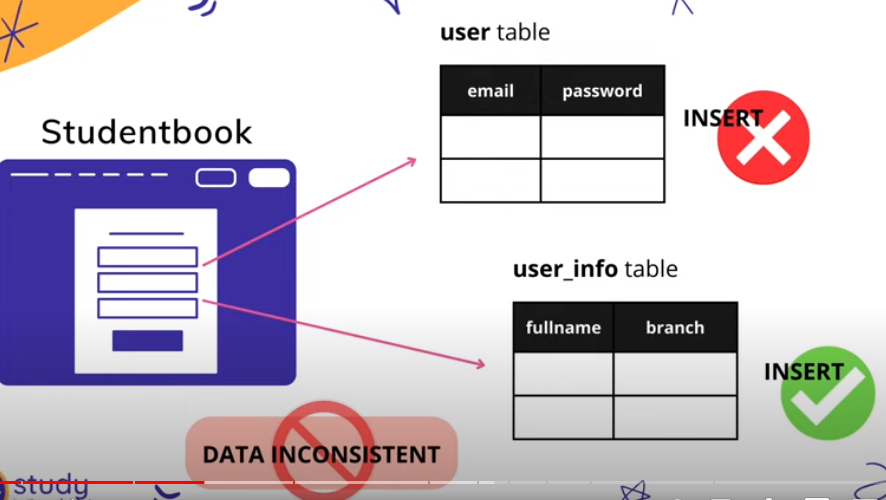 user table
email password
INSERT
Studentbook
user_info table
fullname branch
INSERT
DATA INCONSISTENT
study